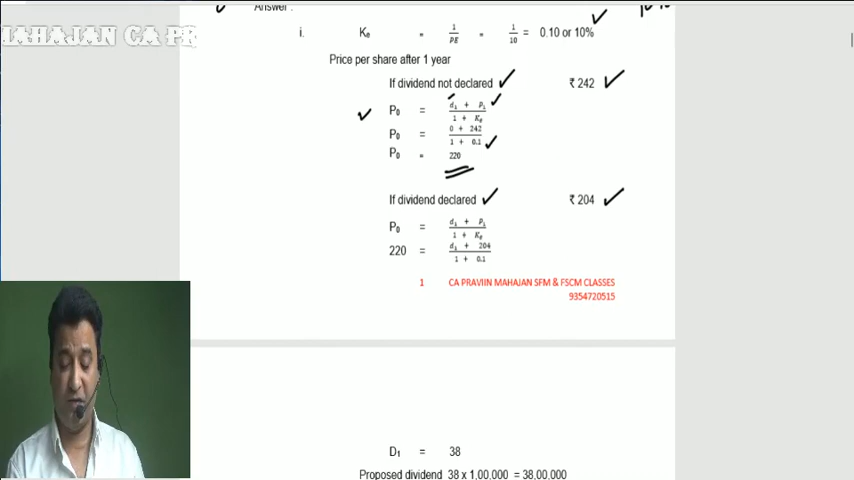 Answer :
MAHAJAN CA PR
i. Ke = 1/PE = 1/10 = 0.10 or 10%
Price per share after 1 year
If dividend not declared ₹ 242
P0 = d1 + P1 / 1 + Ke
P0 = 0 + 242 / 1 + 0.1
P0 = 220
If dividend declared ₹ 204
P0 = d1 + P1 / 1 + Ke
220 = d1 + 204 / 1 + 0.1
1 CA PRAVIIN MAHAJAN SFM & FSCM CLASSES
9354720515
D1 = 38
Proposed dividend 38 x 1,00,000 = 38,00,000